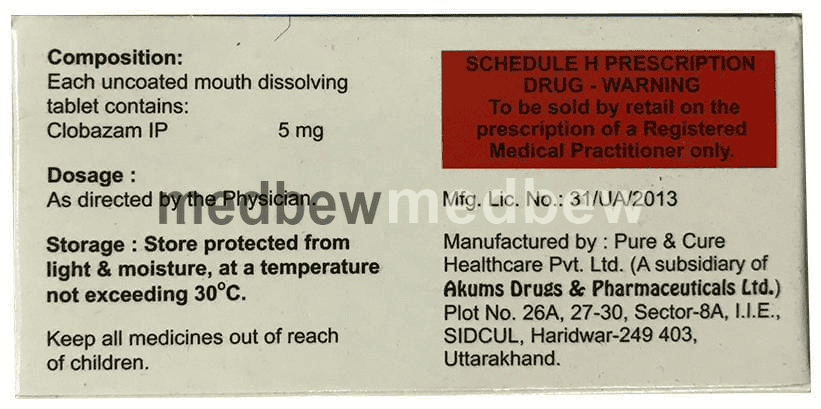 Composition:
Each uncoated mouth dissolving
tablet contains:
Clobazam IP 5 mg
Dosage :
As directed by the Physician.
Storage : Store protected from
light & moisture, at a temperature
not exceeding 30°C.
Keep all medicines out of reach
of children.
SCHEDULE H PRESCRIPTION
DRUG - WARNING
To be sold by retail on the
prescription of a Registered
Medical Practitioner only.
Mfg. Lic. No.: 31/UA/2013
Manufactured by : Pure & Cure
Healthcare Pvt. Ltd. (A subsidiary of
Akums Drugs & Pharmaceuticals Ltd.)
Plot No. 26A, 27-30, Sector-8A, I.I.E.,
SIDCUL, Haridwar-249 403,
Uttarakhand.
medbew medbew